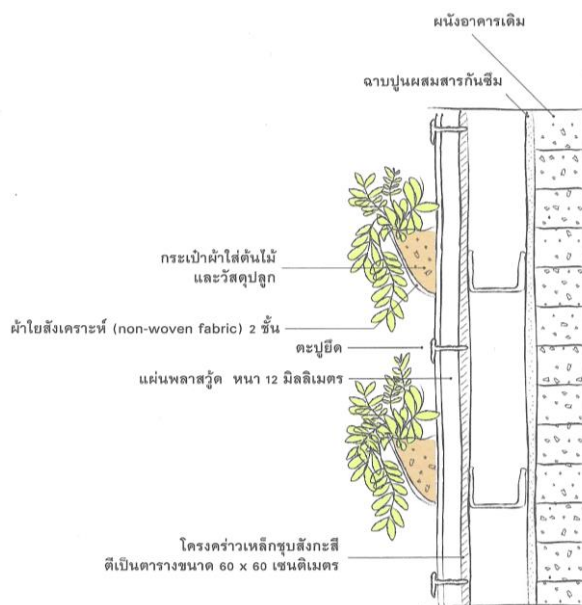 ผนังอาคารเดิม
ฉาบปูนผสมสารกันซึม
กระเป๋าผ้าใส่ต้นไม้
และวัสดุปลูก
ผ้าใยสังเคราะห์ (non-woven fabric) 2 ชั้น
ตะปูยึด
แผ่นพลาสวู้ด หนา 12 มิลลิเมตร
โครงคร่าวเหล็กชุบสังกะสี
ตีเป็นตารางขนาด 60 x 60 เซนติเมตร